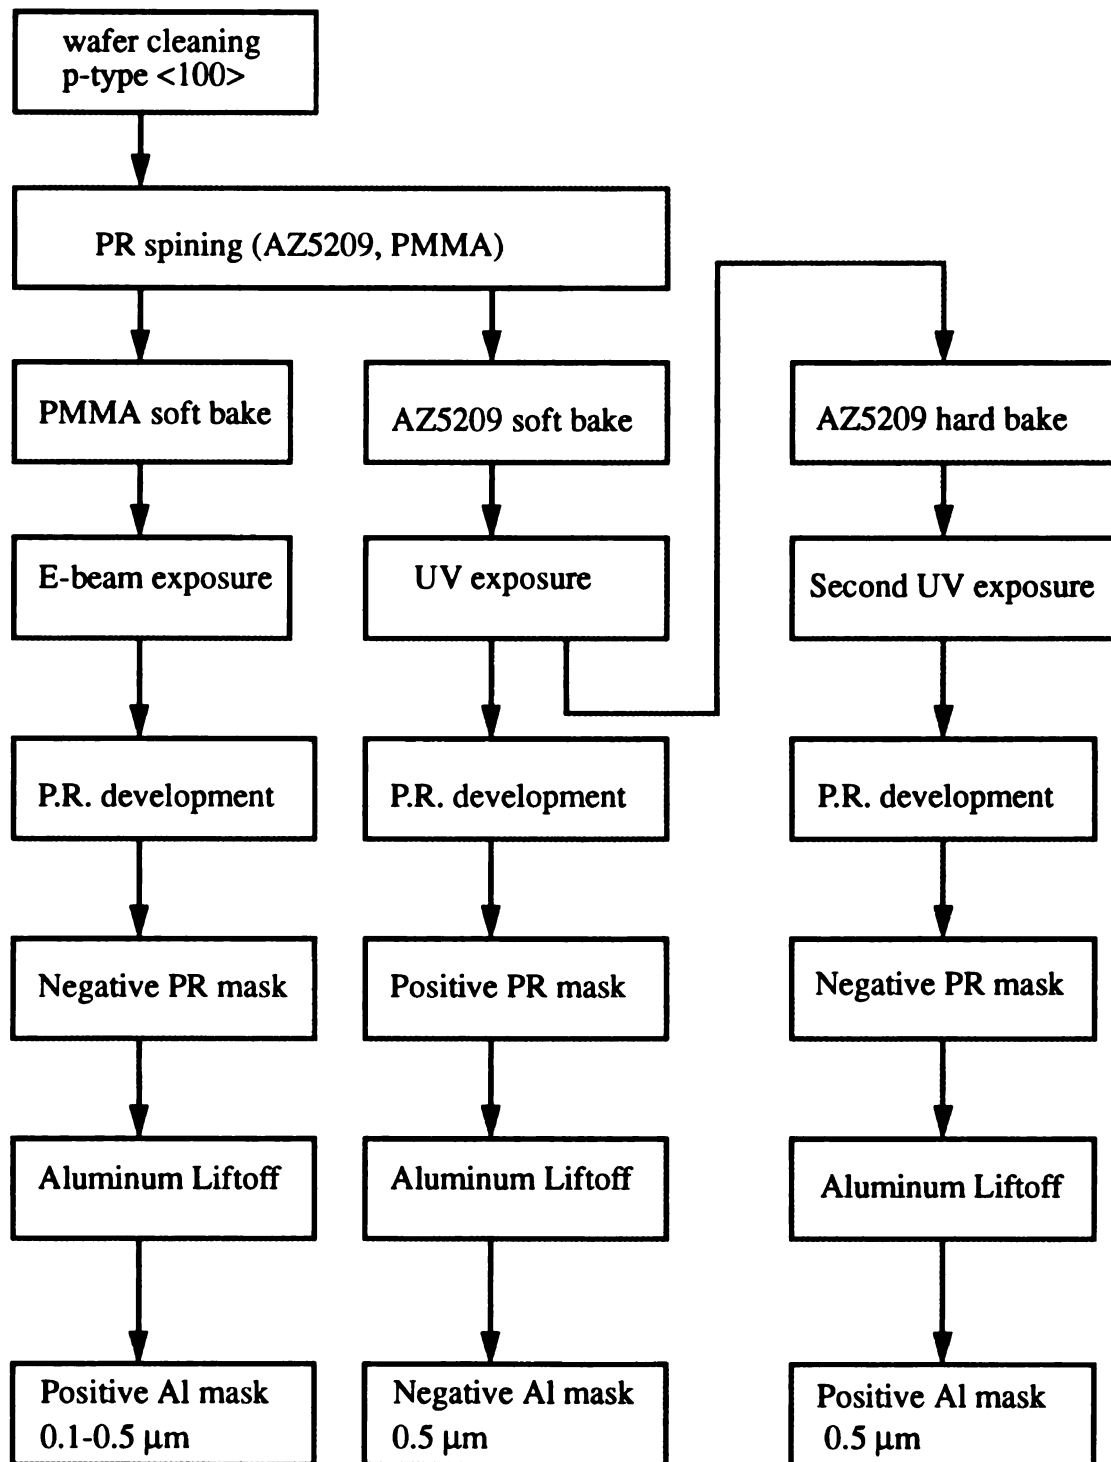 wafer cleaning
p-type <100>
PR spining (AZ5209, PMMA)
PMMA soft bake
AZ5209 soft bake
AZ5209 hard bake
E-beam exposure
UV exposure
Second UV exposure
P.R. development
P.R. development
P.R. development
Negative PR mask
Positive PR mask
Negative PR mask
Aluminum Liftoff
Aluminum Liftoff
Aluminum Liftoff
Positive Al mask
0.1-0.5 μm
Negative Al mask
0.5 μm
Positive Al mask
0.5 μm